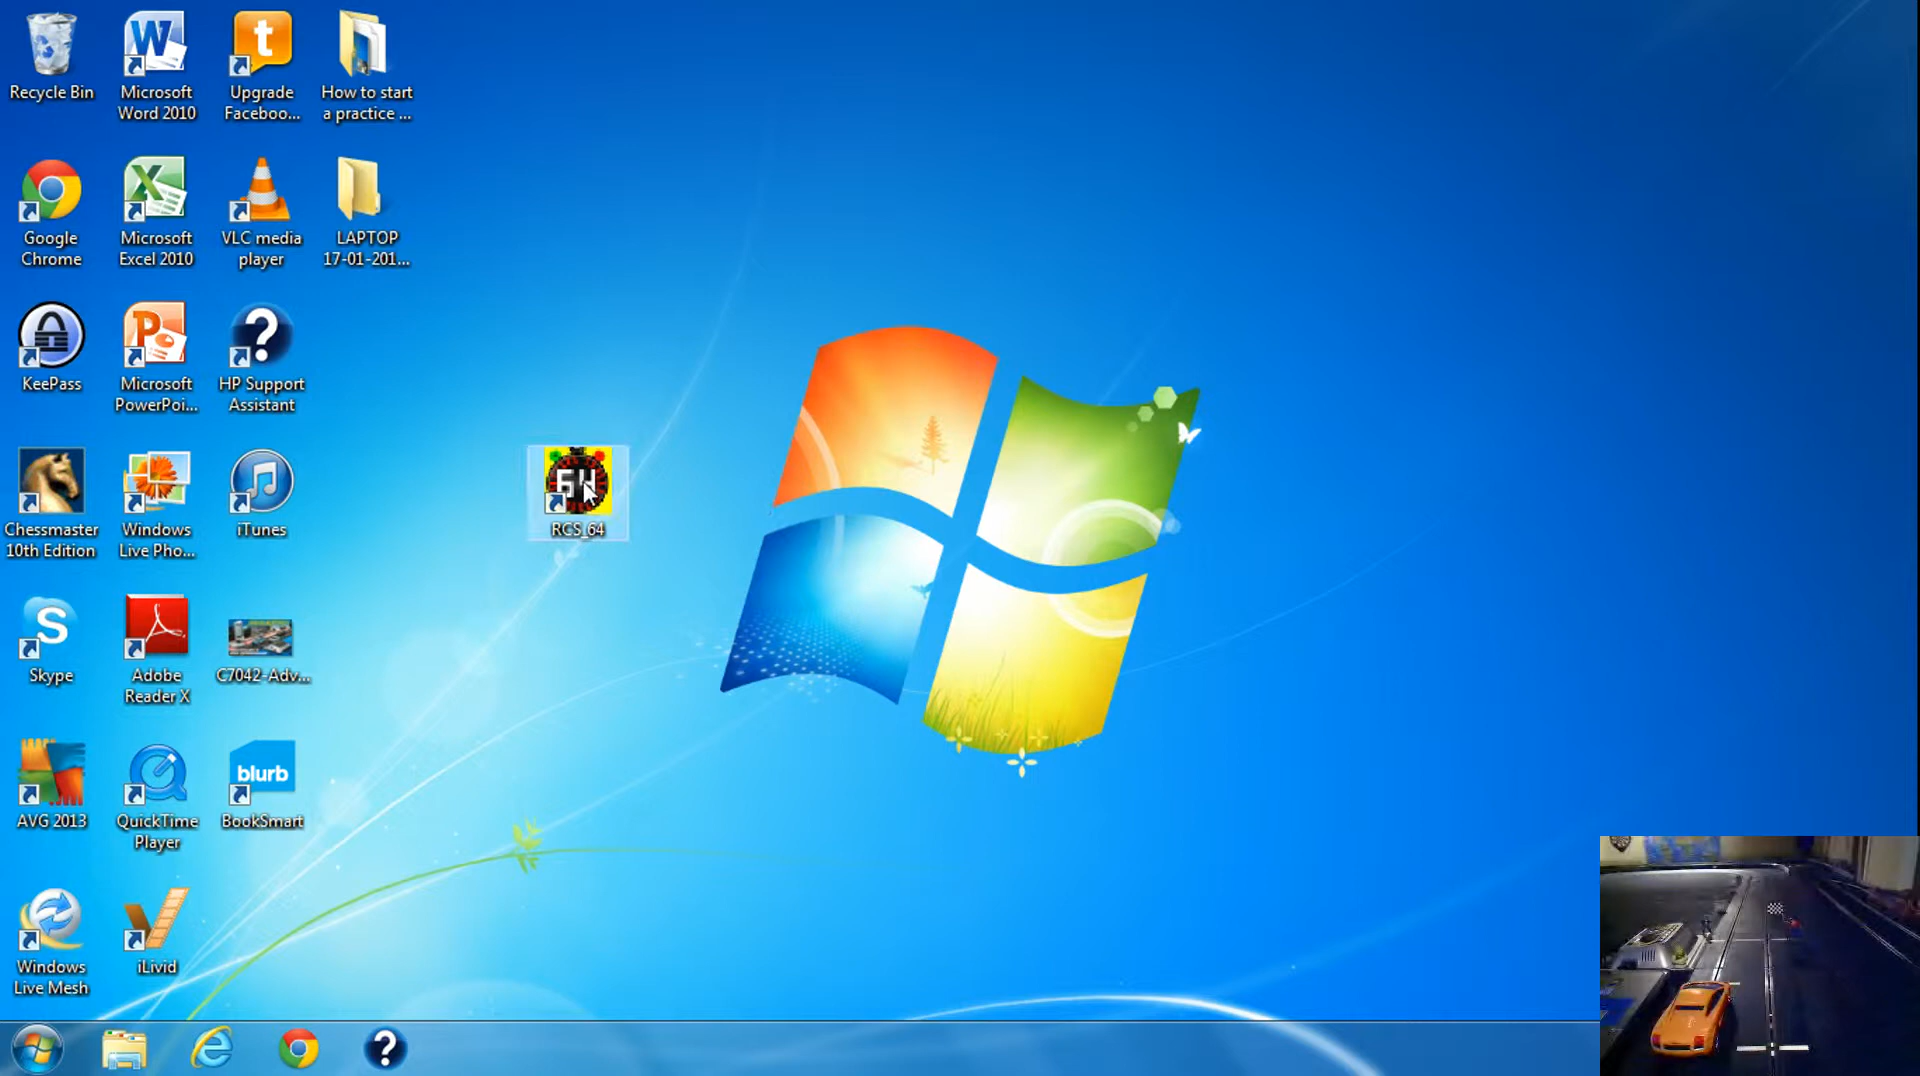 Recycle Bin
Microsoft
Word 2010
t
Upgrade
Faceboo...
How to start
a practice ...
Google
Chrome
Microsoft
Excel 2010
VLC media
player
LAPTOP
17-01-201...
KeePass
Microsoft
PowerPoi...
?
HP Support
Assistant
Chessmaster
10th Edition
Windows
Live Pho...
iTunes
64
RCS_64
S
Skype
Adobe
Reader X
C7042-Adv...
AVG 2013
QuickTime
Player
blurb
BookSmart
Windows
Live Mesh
iLivid
?